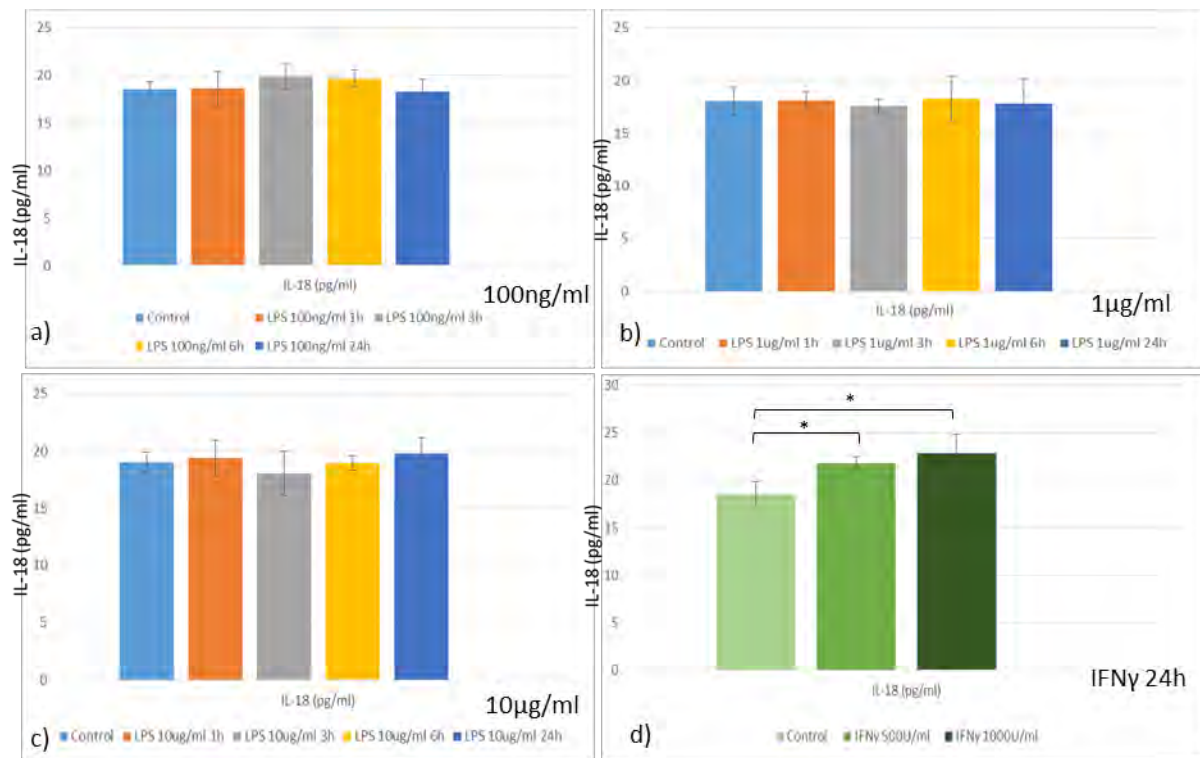 25
20
15
10
5
0
IL-18 (pg/ml)
IL-18 (pg/ml)
100ng/ml
a)
Control LPS 100ng/ml 1h LPS 100ng/ml 3h
LPS 100ng/ml 6h LPS 100ng/ml 24h
25
20
15
10
5
0
IL-18 (pg/ml)
IL-18 (pg/ml)
1μg/ml
b)
Control LPS 1ug/ml 1h LPS 1ug/ml 3h LPS 1ug/ml 6h LPS 1ug/ml 24h
25
20
15
10
5
0
IL-18 (pg/ml)
IL-18 (pg/ml)
10μg/ml
c)
Control LPS 10ug/ml 1h LPS 10ug/ml 3h LPS 10ug/ml 6h LPS 10ug/ml 24h
30
25
20
15
10
5
0
IL-18 (pg/ml)
*
*
IL-18 (pg/ml)
IFNγ 24h
d)
Control IFNγ 500U/ml IFNγ 1000U/ml